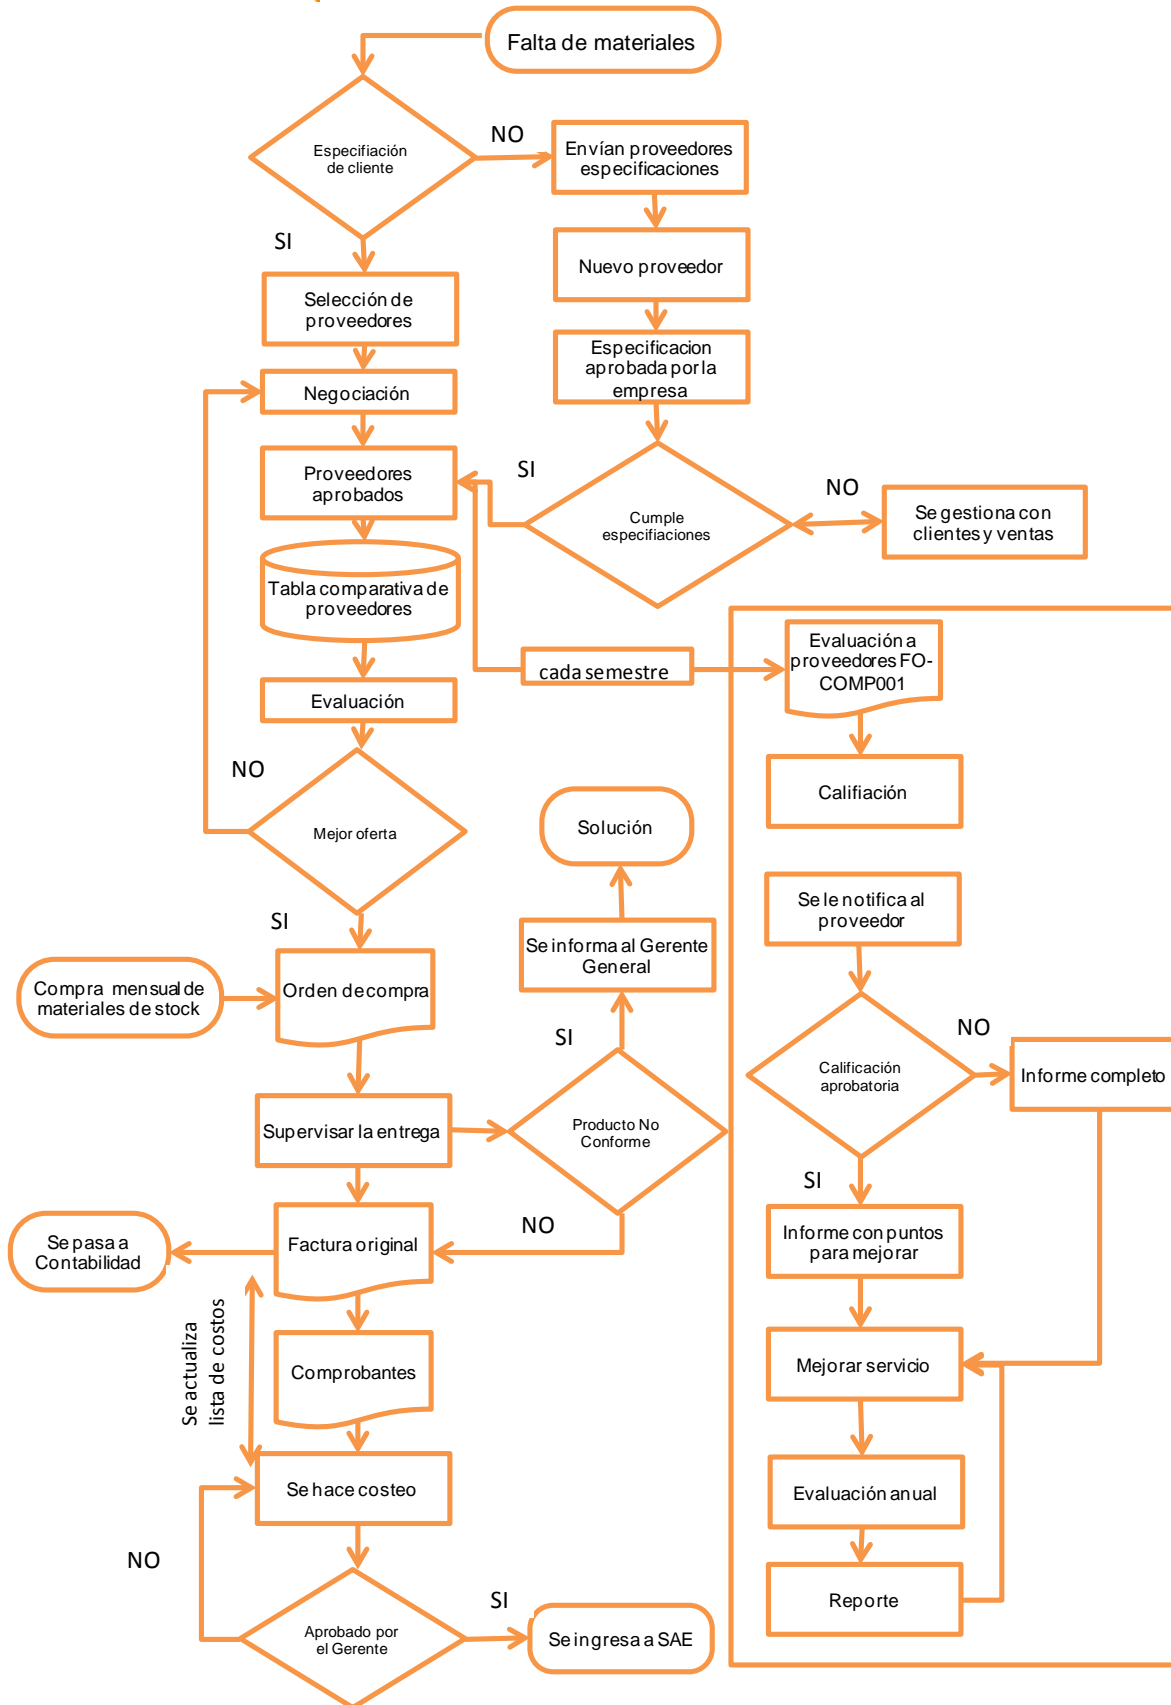 Falta de materiales
NO
Especifiación
de cliente
Envían proveedores
especificaciones
SI
Nuevo proveedor
Selección de
proveedores
Especificacion
aprobada por la
empresa
Negociación
SI
Proveedores
aprobados
NO
Cumple
especifiaciones
Se gestiona con
clientes y ventas
Tabla comparativa de
proveedores
cada semestre
Evaluación a
proveedores FO-
COMP001
Evaluación
NO
Califiación
Mejor oferta
Solución
SI
Se le notifica al
proveedor
Se informa al Gerente
General
Compra mensual de
materiales de stock
Orden de compra
SI
NO
Calificación
aprobatoria
Informe completo
Supervisar la entrega
Producto No
Conforme
SI
NO
Se pasa a
Contabilidad
Factura original
Informe con puntos
para mejorar
Se actualiza
lista de costos
Comprobantes
Mejorar servicio
Se hace costeo
Evaluación anual
NO
SI
Reporte
Aprobado por
el Gerente
Se ingresa a SAE